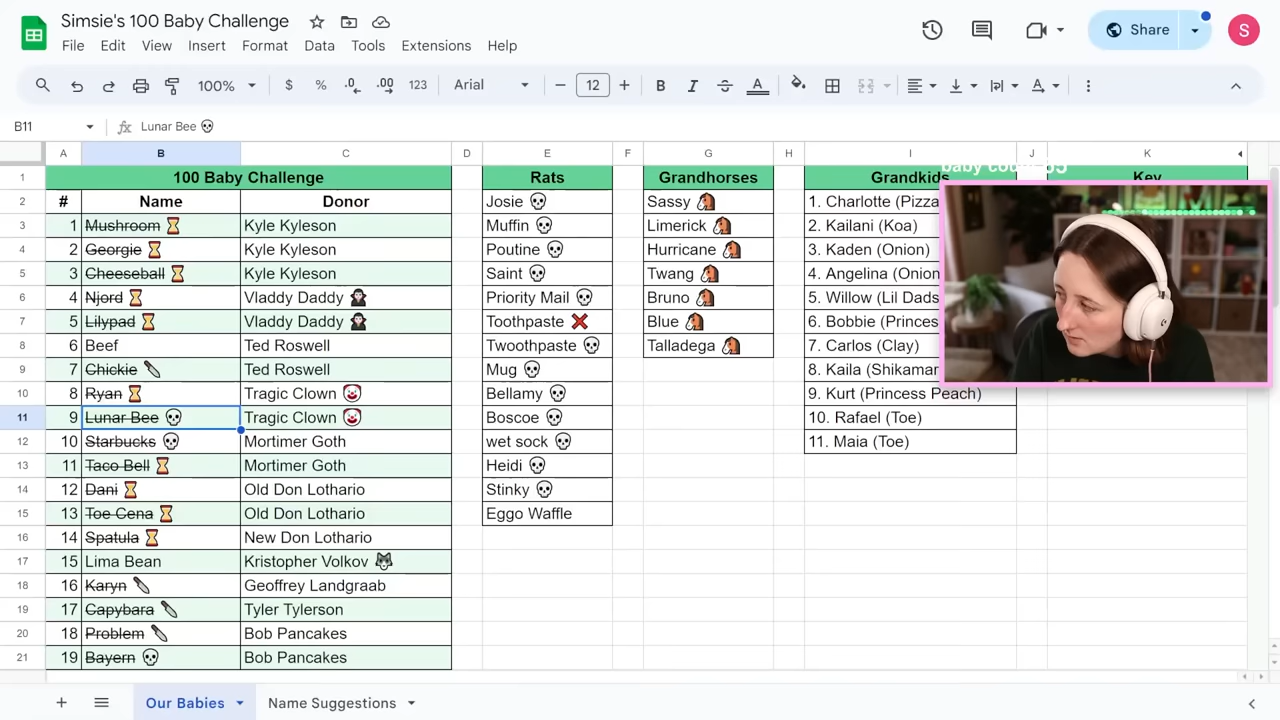 Simsie's 100 Baby Challenge
Share
S
File Edit View Insert Format Data Tools Extensions Help
100% $ % .0 .00 123 Arial 12 B I S A
B11 fx Lunar Bee 💀
A B C D E F G H I J K
baby count 65
1 100 Baby Challenge Rats Grandhorses Grandkids Key
2 # Name Donor Josie 💀 Sassy 🐴 1. Charlotte (Pizza
3 1 Mushroom ⌛ Kyle Kyleson Muffin 💀 Limerick 🐴 2. Kailani (Koa)
4 2 Georgie ⌛ Kyle Kyleson Poutine 💀 Hurricane 🐴 3. Kaden (Onion)
5 3 Cheeseball ⌛ Kyle Kyleson Saint 💀 Twang 🐴 4. Angelina (Onion
6 4 Njord ⌛ Vladdy Daddy 🧛 Priority Mail 💀 Bruno 🐴 5. Willow (Lil Dads
7 5 Lilypad ⌛ Vladdy Daddy 🧛 Toothpaste ❌ Blue 🐴 6. Bobbie (Princes
8 6 Beef Ted Roswell Twoothpaste 💀 Talladega 🐴 7. Carlos (Clay)
9 7 Chickie 🔪 Ted Roswell Mug 💀 8. Kaila (Shikamar
10 8 Ryan ⌛ Tragic Clown 🤡 Bellamy 💀 9. Kurt (Princess Peach)
11 9 Lunar Bee 💀 Tragic Clown 🤡 Boscoe 💀 10. Rafael (Toe)
12 10 Starbucks 💀 Mortimer Goth wet sock 💀 11. Maia (Toe)
13 11 Taco Bell ⌛ Mortimer Goth Heidi 💀
14 12 Dani ⌛ Old Don Lothario Stinky 💀
15 13 Toe Cena ⌛ Old Don Lothario Eggo Waffle
16 14 Spatula ⌛ New Don Lothario
17 15 Lima Bean Kristopher Volkov 🐺
18 16 Karyn 🔪 Geoffrey Landgraab
19 17 Capybara 🔪 Tyler Tylerson
20 18 Problem 🔪 Bob Pancakes
21 19 Bayern 💀 Bob Pancakes
Our Babies Name Suggestions